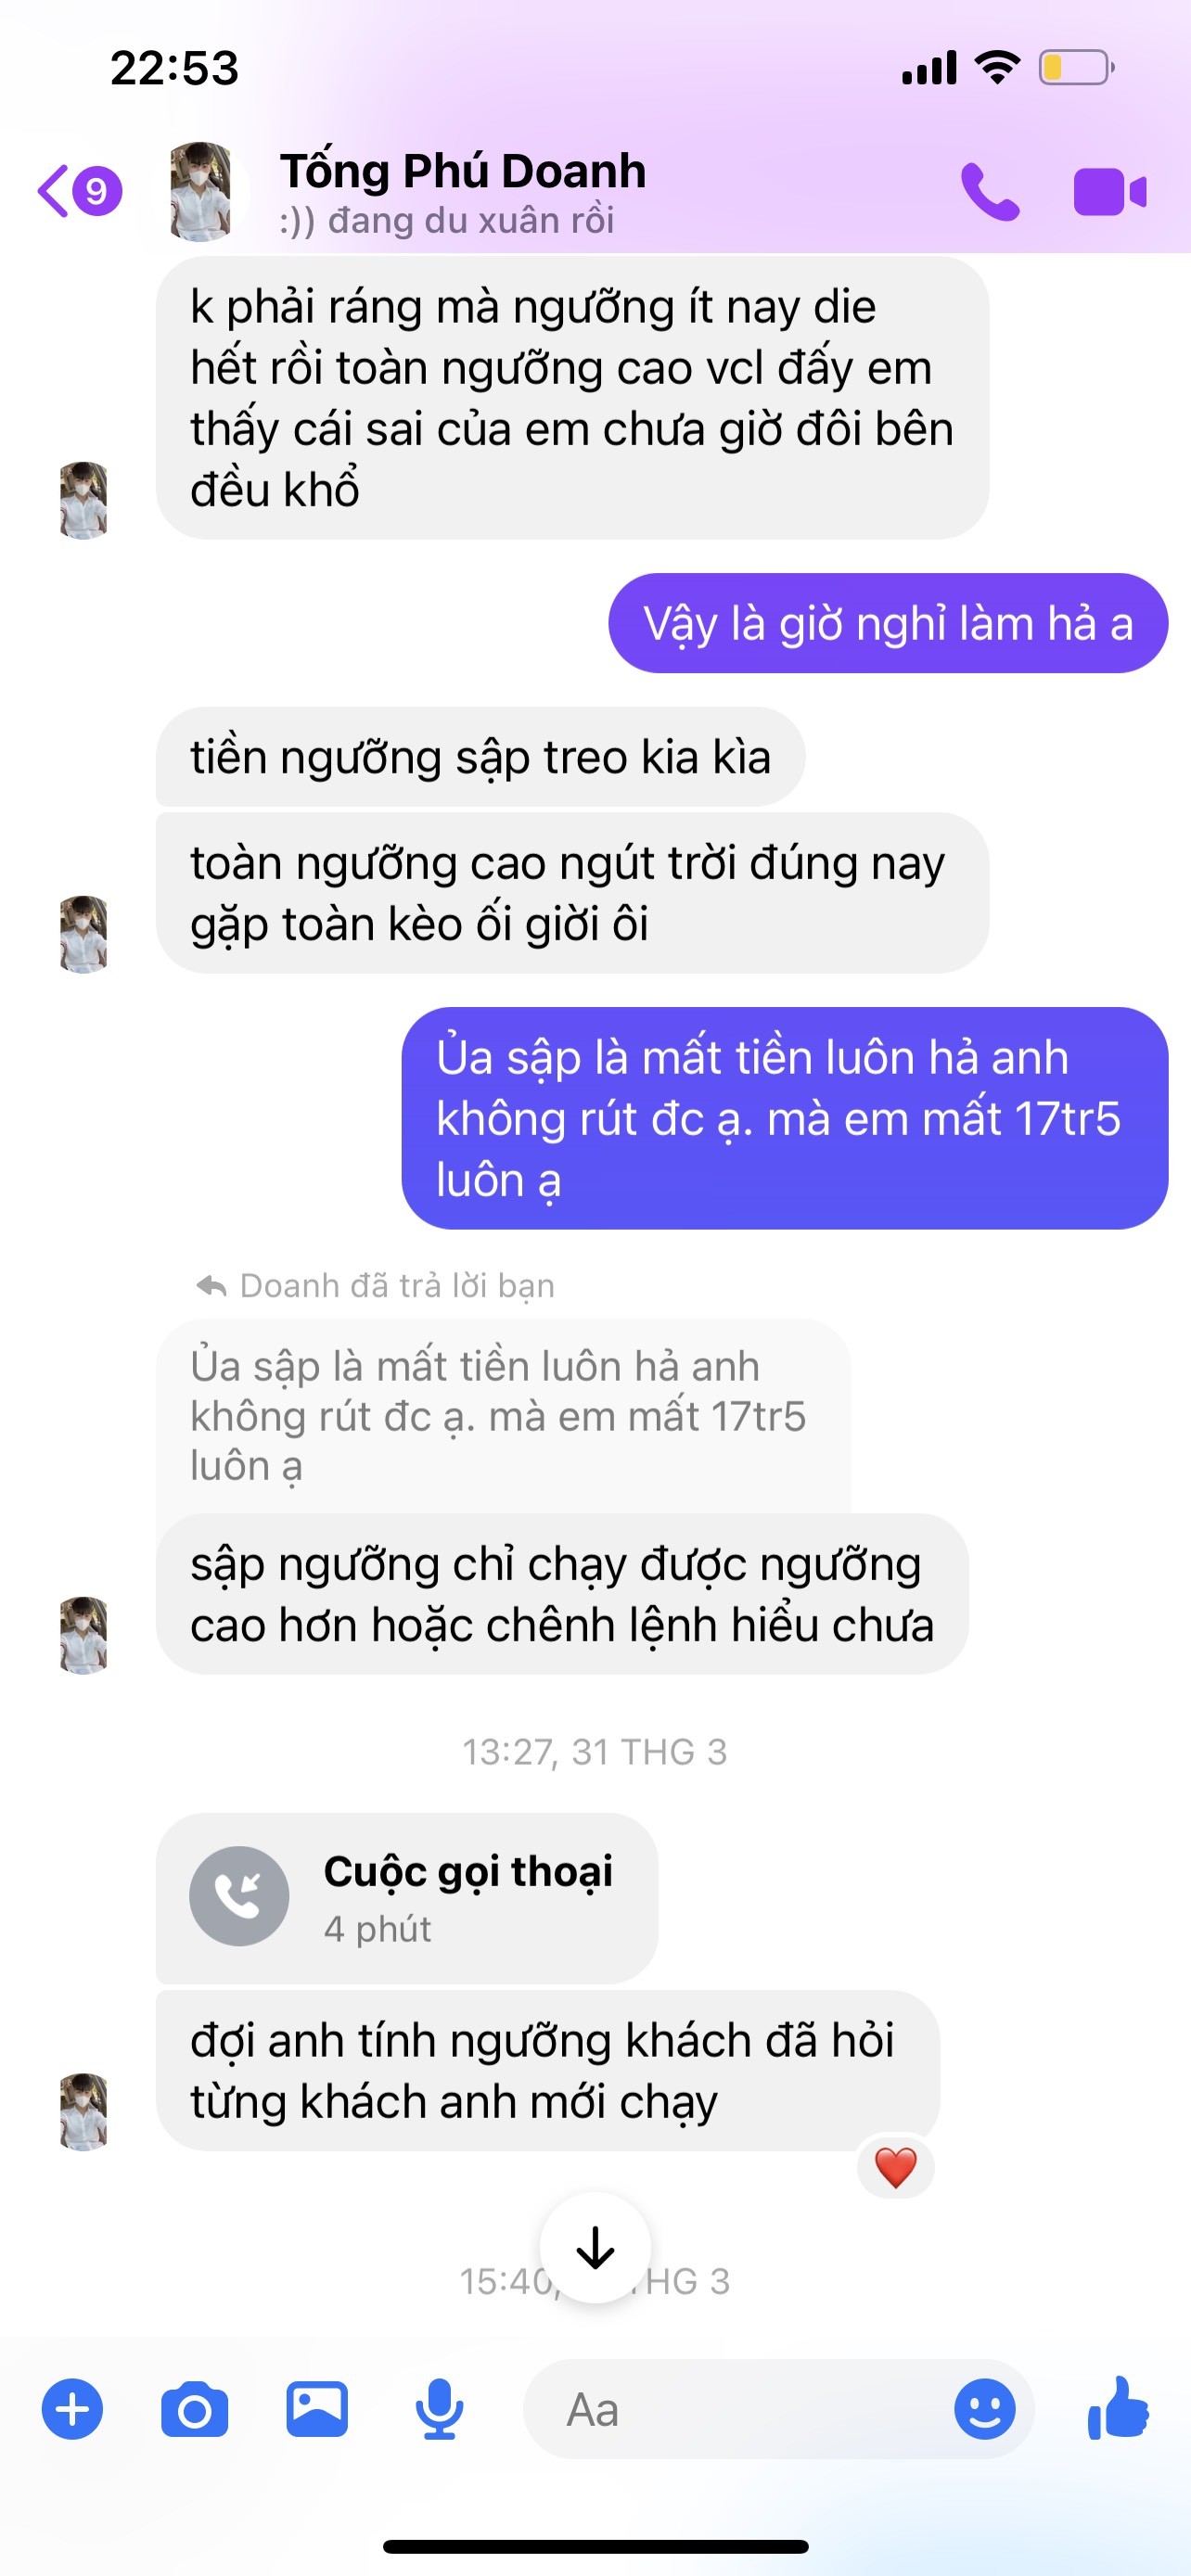 22:53
9
Tống Phú Doanh
:)) đang du xuân rồi
k phải ráng mà ngưỡng ít nay die
hết rồi toàn ngưỡng cao vcl đấy em
thấy cái sai của em chưa giờ đôi bên
đều khổ
Vậy là giờ nghỉ làm hả a
tiền ngưỡng sập treo kia kìa
toàn ngưỡng cao ngút trời đúng nay
gặp toàn kèo ối giời ôi
Ủa sập là mất tiền luôn hả anh
không rút đc ạ. mà em mất 17tr5
luôn ạ
Doanh đã trả lời bạn
Ủa sập là mất tiền luôn hả anh
không rút đc ạ. mà em mất 17tr5
luôn ạ
sập ngưỡng chỉ chạy được ngưỡng
cao hơn hoặc chênh lệnh hiểu chưa
13:27, 31 THG 3
Cuộc gọi thoại
4 phút
đợi anh tính ngưỡng khách đã hỏi
từng khách anh mới chạy
15:40, THG 3
Aa